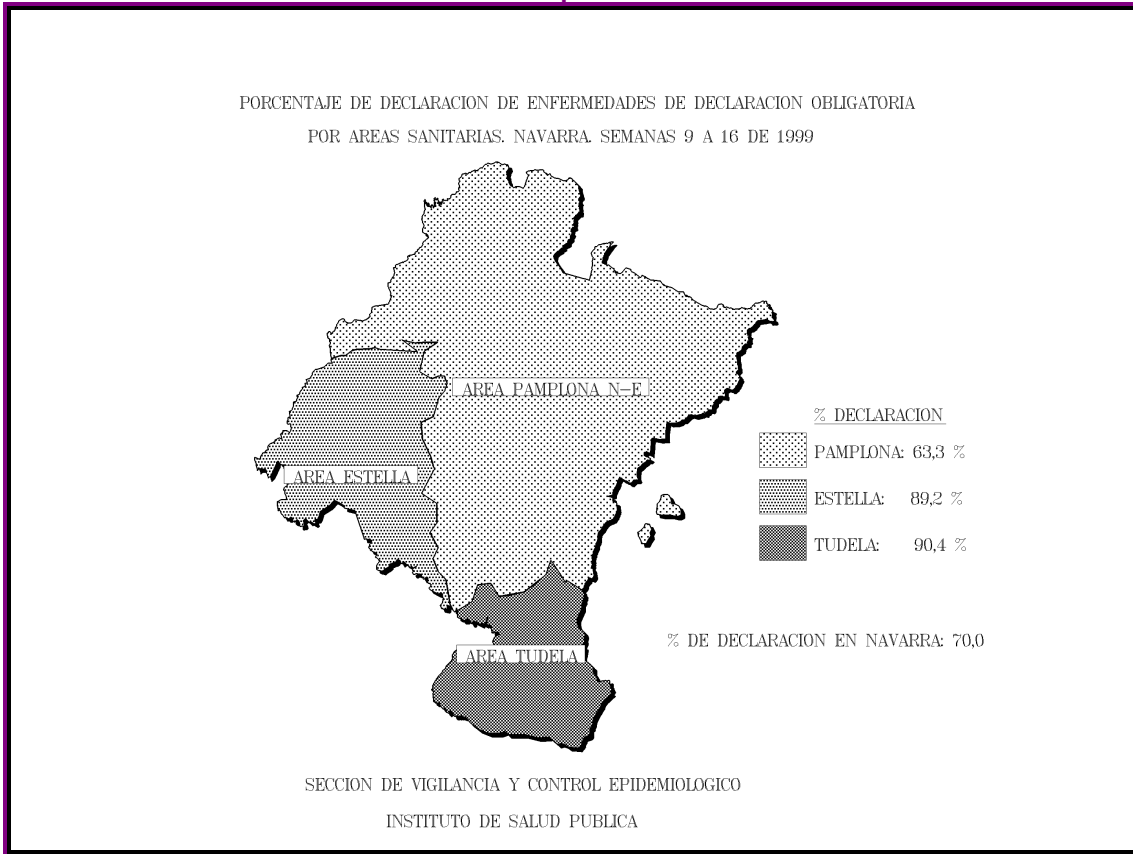 PORCENTAJE DE DECLARACION DE ENFERMEDADES DE DECLARACION OBLIGATORIA
POR AREAS SANITARIAS. NAVARRA. SEMANAS 9 A 16 DE 1999
AREA PAMPLONA N-E
AREA ESTELLA
AREA TUDELA
% DECLARACION
PAMPLONA: 63,3 %
ESTELLA: 89,2 %
TUDELA: 90,4 %
% DE DECLARACION EN NAVARRA: 70,0
SECCION DE VIGILANCIA Y CONTROL EPIDEMIOLOGICO
INSTITUTO DE SALUD PUBLICA